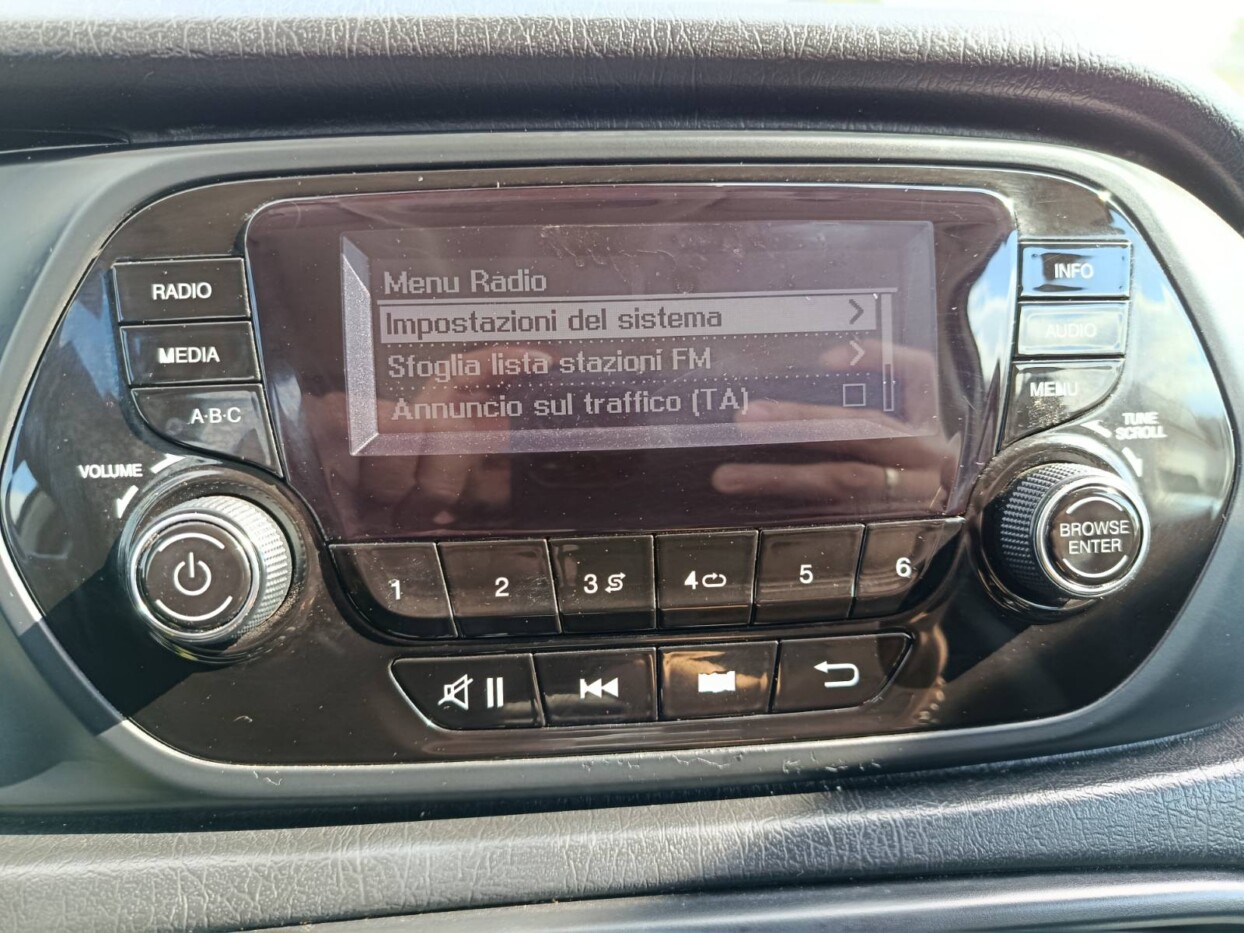 Menu Radio
Impostazioni del sistema
Sfoglia lista stazioni FM
Annuncio sul traffico (TA)
RADIO
MEDIA
A·B·C
VOLUME
INFO
AUDIO
MENU
TUNE
SCROLL
BROWSE
ENTER
1
2
3
4
5
6